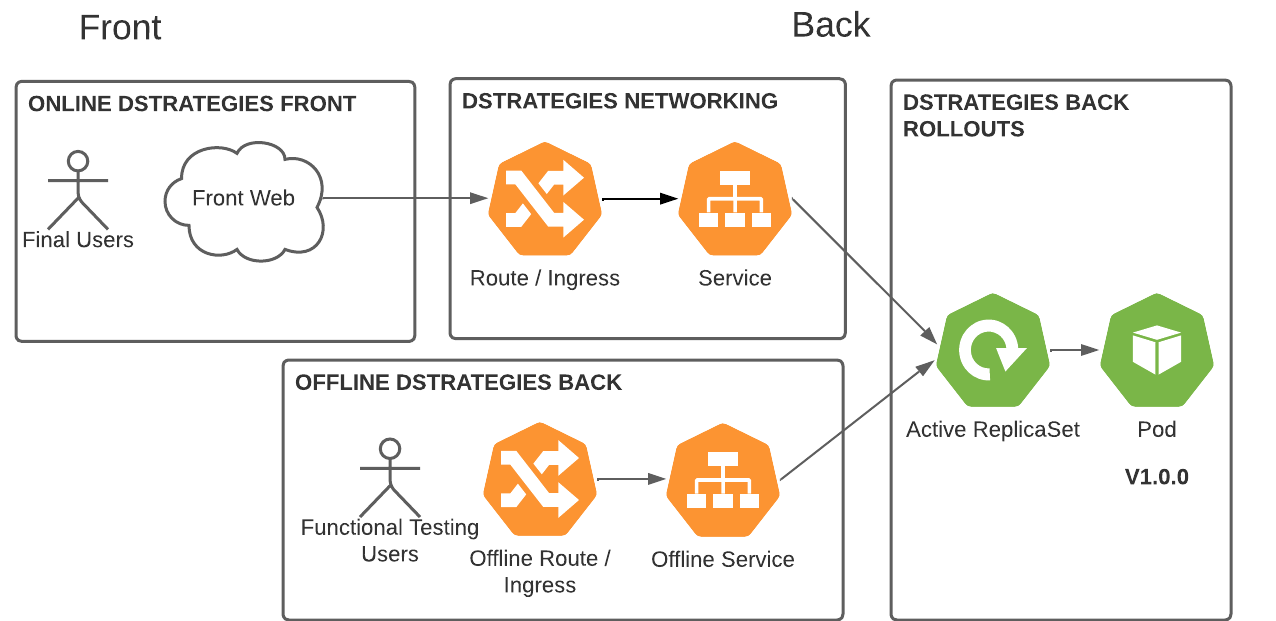 Front
Back
ONLINE DSTRATEGIES FRONT
Final Users
Front Web
DSTRATEGIES NETWORKING
Route / Ingress
Service
DSTRATEGIES BACK
ROLLOUTS
Active ReplicaSet
Pod
V1.0.0
OFFLINE DSTRATEGIES BACK
Functional Testing
Users
Offline Route /
Ingress
Offline Service